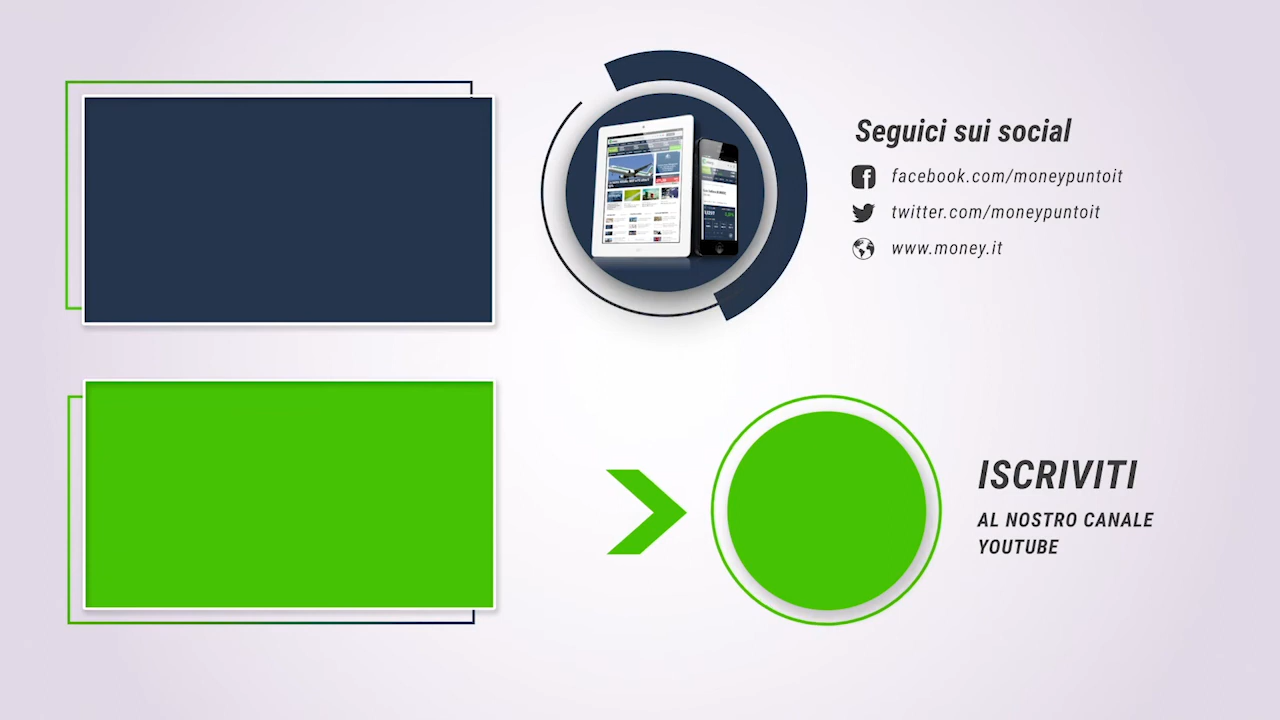 Seguici sui social
facebook.com/moneypuntoit
twitter.com/moneypuntoit
www.money.it
ISCRIVITI
AL NOSTRO CANALE
YOUTUBE